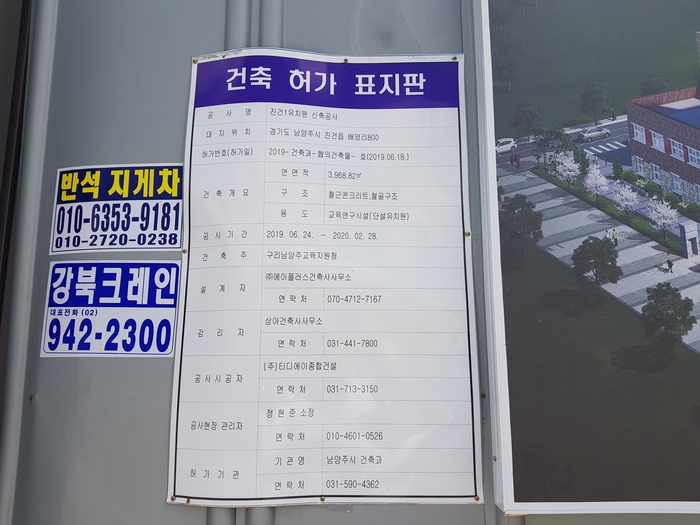 건축 허가 표지판
공사명 진건1유치원 신축공사
대지위치 경기도 남양주시 진건읍 배양리800
허가번호(허가일) 2019-건축과-협의건축물- 호(2019.06.18.)
건축개요 연면적 3,968.82㎡
구조 철근콘크리트,철골구조
용도 교육연구시설(단설유치원)
공사기간 2019. 06. 24. ~ 2020. 02. 28.
건축주 구리남양주교육지원청
설계자 ㈜에이플러스건축사사무소
연락처 070-4712-7167
감리자 상아건축사사무소
연락처 031-441-7800
공사시공자 (주)티디에이종합건설
연락처 031-713-3150
공사현장 관리자 정현준 소장
연락처 010-4601-0526
허가기관 기관명 남양주시 건축과
연락처 031-590-4362
반석 지게차
010-6353-9181
010-2720-0238
강북크레인
대표전화 (02)
942-2300